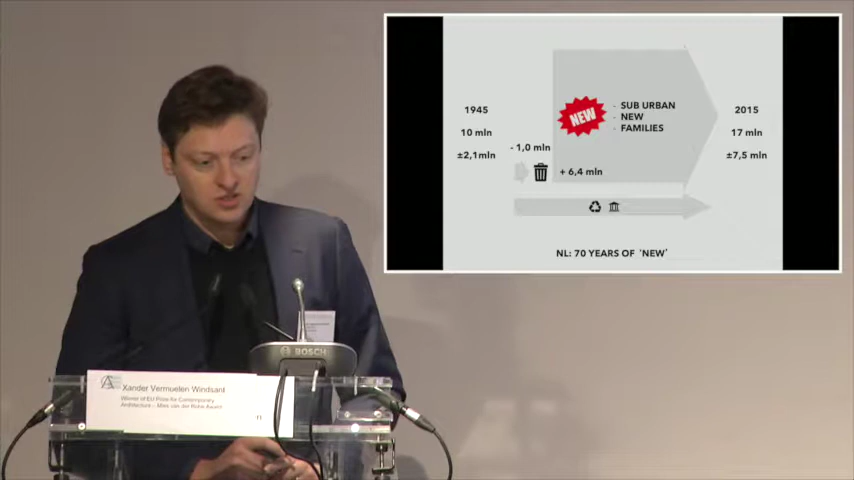 1945
10 mln
±2,1mln
- 1,0 mln
NEW
- SUB URBAN
- NEW
- FAMILIES
+ 6,4 mln
2015
17 mln
±7,5 mln
NL: 70 YEARS OF 'NEW'
BOSCH
Xander Vermuelen Windsant
Winner of EU Prize for Contemporary
Architecture – Mies van der Rohe Award